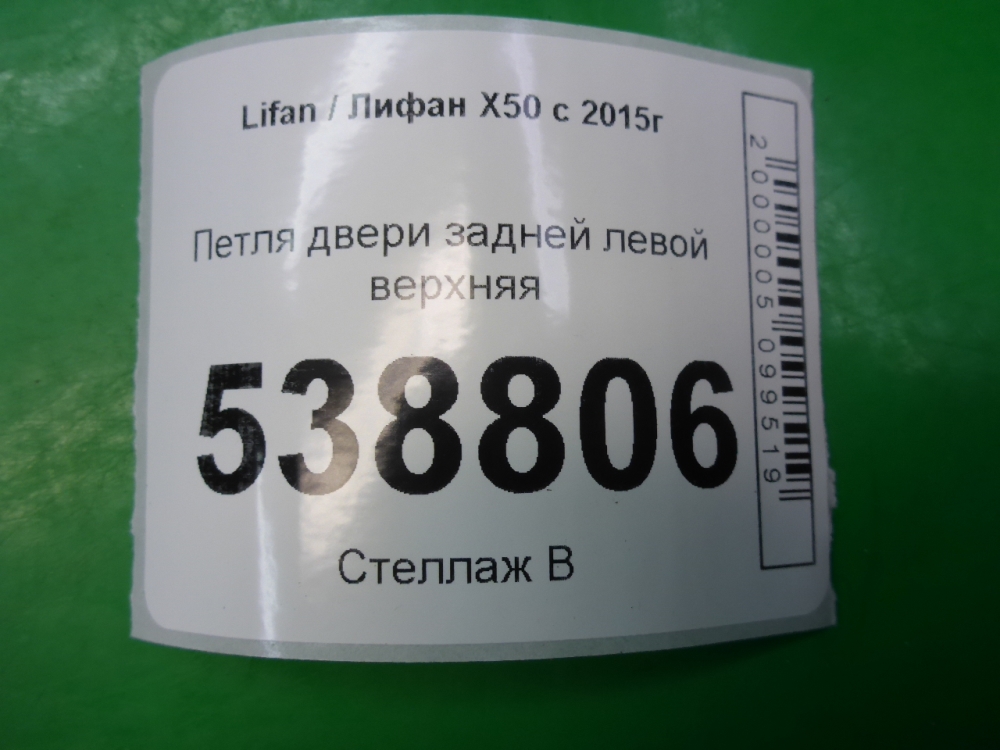 Lifan / Лифан X50 с 2015г
Петля двери задней левой
верхняя
538806
Стеллаж В
2000005099519